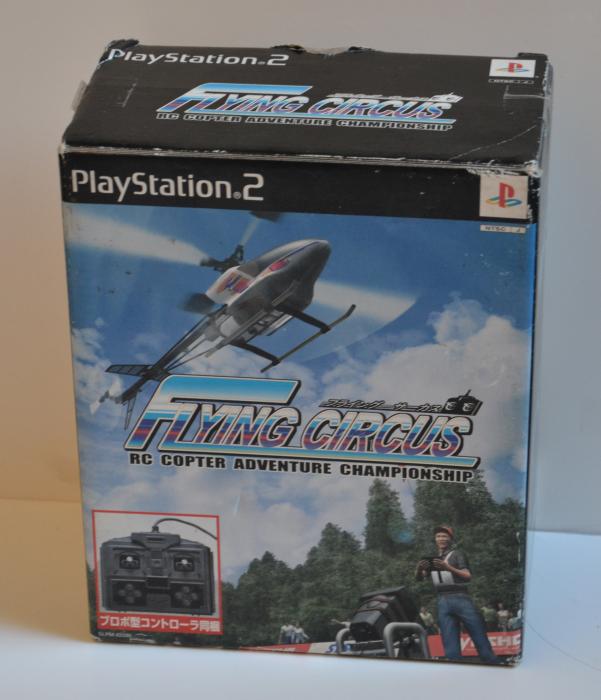 PlayStation®2
FLYING CIRCUS
RC COPTER ADVENTURE CHAMPIONSHIP
PlayStation®2
NTSC J
フライング サーカス
FLYING CIRCUS
RC COPTER ADVENTURE CHAMPIONSHIP
プロポ型コントローラ同梱